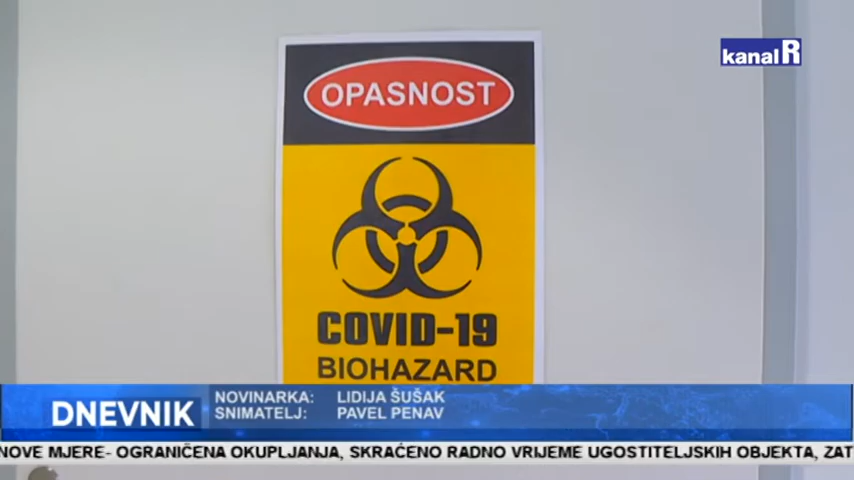 kanal R
OPASNOST
COVID-19
BIOHAZARD
DNEVNIK
NOVINARKA: LIDIJA ŠUŠAK
SNIMATELJ: PAVEL PENAV
NOVE MJERE- OGRANIČENA OKUPLJANJA, SKRAĆENO RADNO VRIJEME UGOSTITELJSKIH OBJEKTA, ZAT